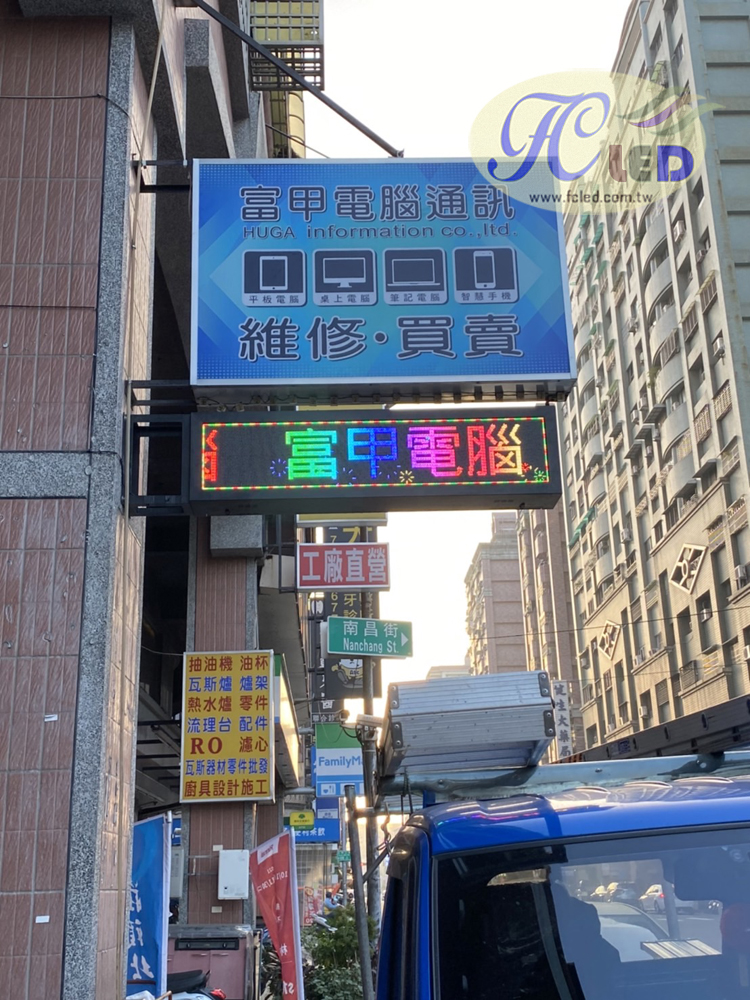 FC LED
www.fcled.com.tw
富甲電腦通訊
HUGA information co.,ltd.
平板電腦 桌上電腦 筆記電腦 智慧手機
維修·買賣
富甲電腦
工廠直營
南昌街
Nanchang St.
抽油機 油杯
瓦斯爐 爐架
熱水爐 零件
流理台 配件
RO 濾心
瓦斯器材零件批發
廚具設計施工
FamilyMa